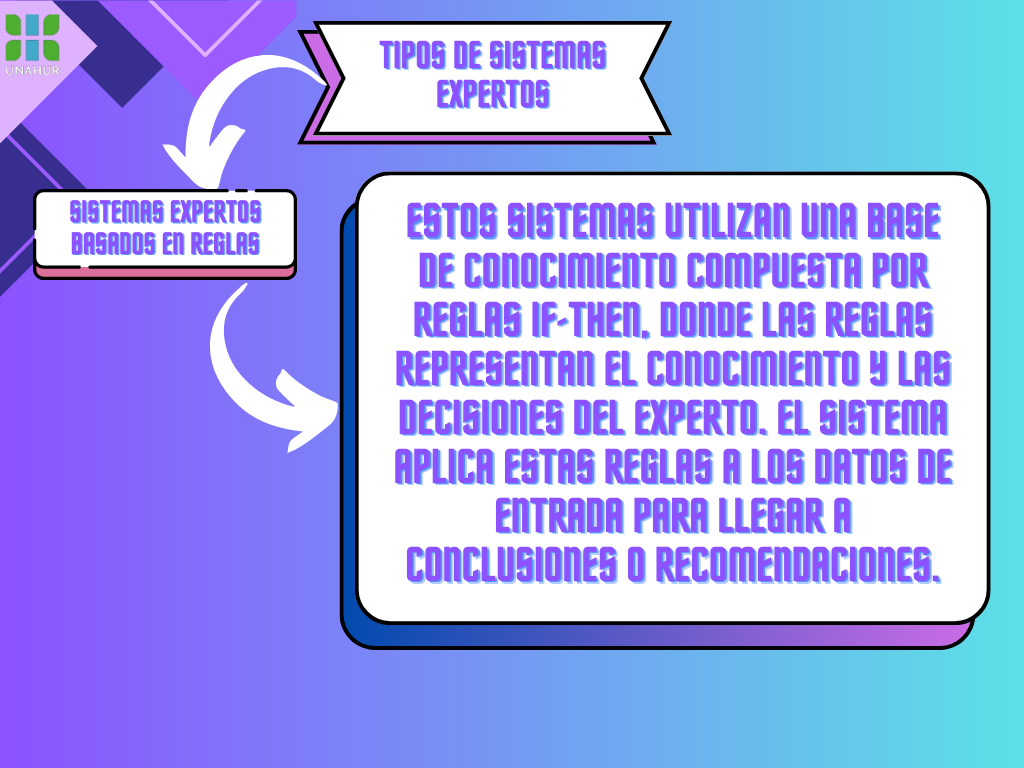 UNAHUR
TIPOS DE SISTEMAS
EXPERTOS
SISTEMAS EXPERTOS
BASADOS EN REGLAS
ESTOS SISTEMAS UTILIZAN UNA BASE
DE CONOCIMIENTO COMPUESTA POR
REGLAS IF-THEN, DONDE LAS REGLAS
REPRESENTAN EL CONOCIMIENTO Y LAS
DECISIONES DEL EXPERTO. EL SISTEMA
APLICA ESTAS REGLAS A LOS DATOS DE
ENTRADA PARA LLEGAR A
CONCLUSIONES O RECOMENDACIONES.